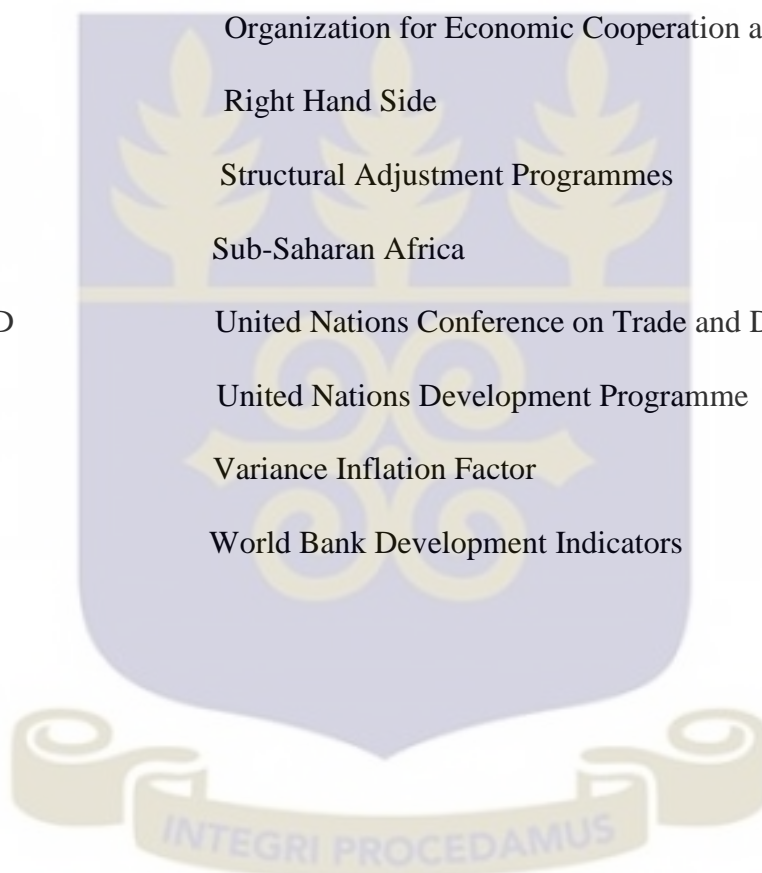 Organization for Economic Cooperation a
Right Hand Side
Structural Adjustment Programmes
Sub-Saharan Africa
D United Nations Conference on Trade and D
United Nations Development Programme
Variance Inflation Factor
World Bank Development Indicators
INTEGRI PROCEDAMUS